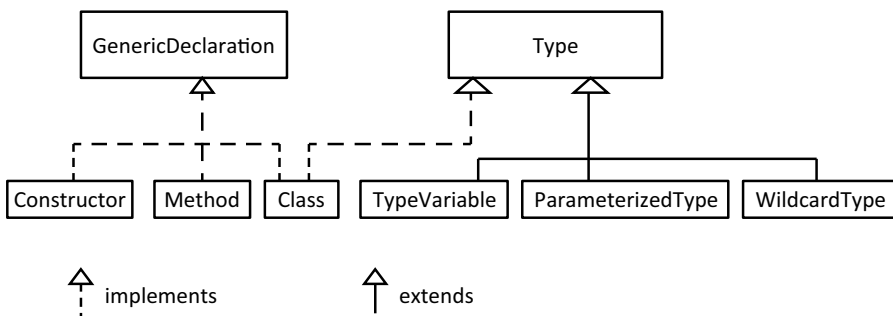 GenericDeclaration
Type
Constructor
Method
Class
TypeVariable
ParameterizedType
WildcardType
implements
extends